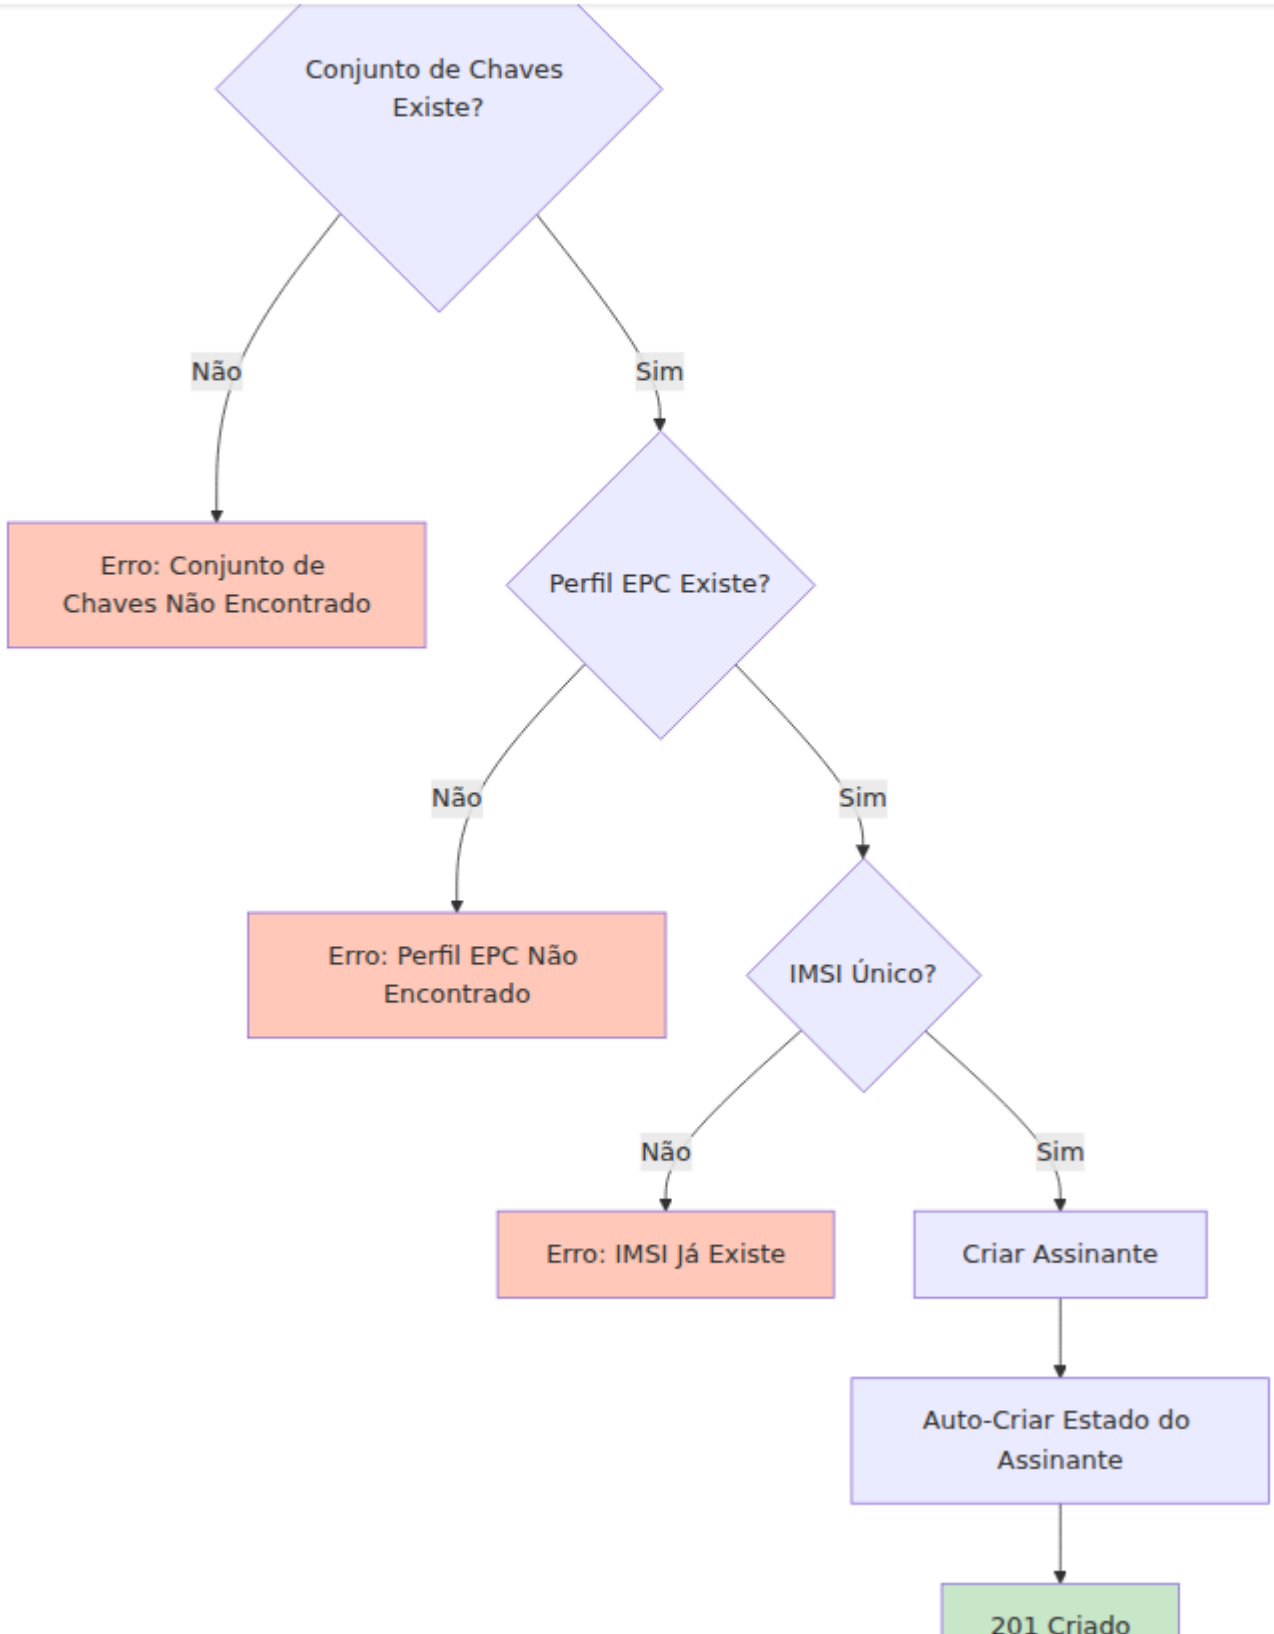 Conjunto de Chaves
Existe?
Não
Sim
Erro: Conjunto de
Chaves Não Encontrado
Perfil EPC Existe?
Não
Sim
Erro: Perfil EPC Não
Encontrado
IMSI Único?
Não
Sim
Erro: IMSI Já Existe
Criar Assinante
Auto-Criar Estado do
Assinante
201 Criado